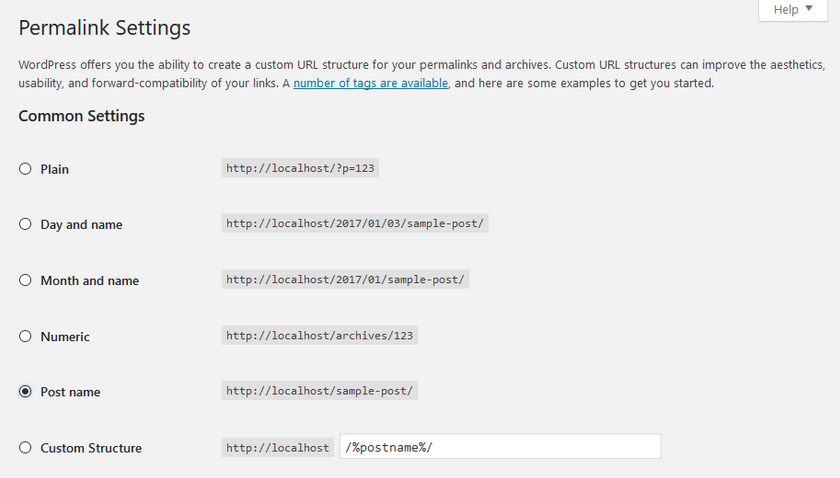 Help
Permalink Settings
WordPress offers you the ability to create a custom URL structure for your permalinks and archives. Custom URL structures can improve the aesthetics,
usability, and forward-compatibility of your links. A number of tags are available, and here are some examples to get you started.
Common Settings
Plain http://localhost/?p=123
Day and name http://localhost/2017/01/03/sample-post/
Month and name http://localhost/2017/01/sample-post/
Numeric http://localhost/archives/123
Post name http://localhost/sample-post/
Custom Structure http://localhost /%postname%/